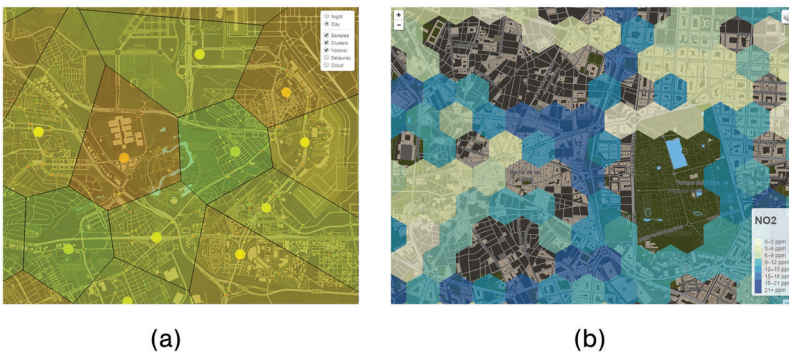 Night
Day
Samples
Clusters
Voronoi
Delaunay
Cloud
+
−
Madrid
NO2
0–3 ppm
3–6 ppm
6–9 ppm
9–12 ppm
12–15 ppm
15–18 ppm
18–21 ppm
21+ ppm
(a)
(b)